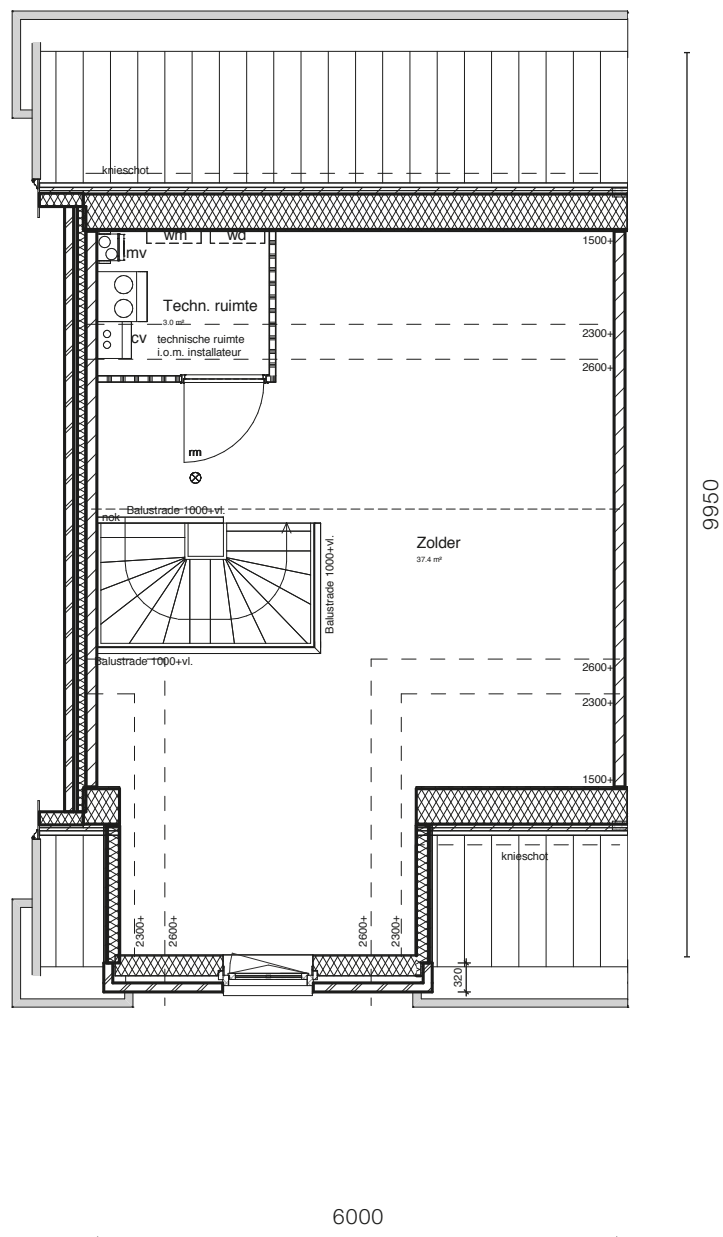 knieschot
wm
wd
1500+
mv
Techn. ruimte
3.0 m²
2300+
cv
technische ruimte
i.o.m. installateur
2600+
rm
9950
Balustrade 1000+vl.
nok
Zolder
37.4 m²
Balustrade 1000+vl.
Balustrade 1000+vl.
2600+
2300+
1500+
knieschot
2300+
2600+
2600+
2300+
320
6000